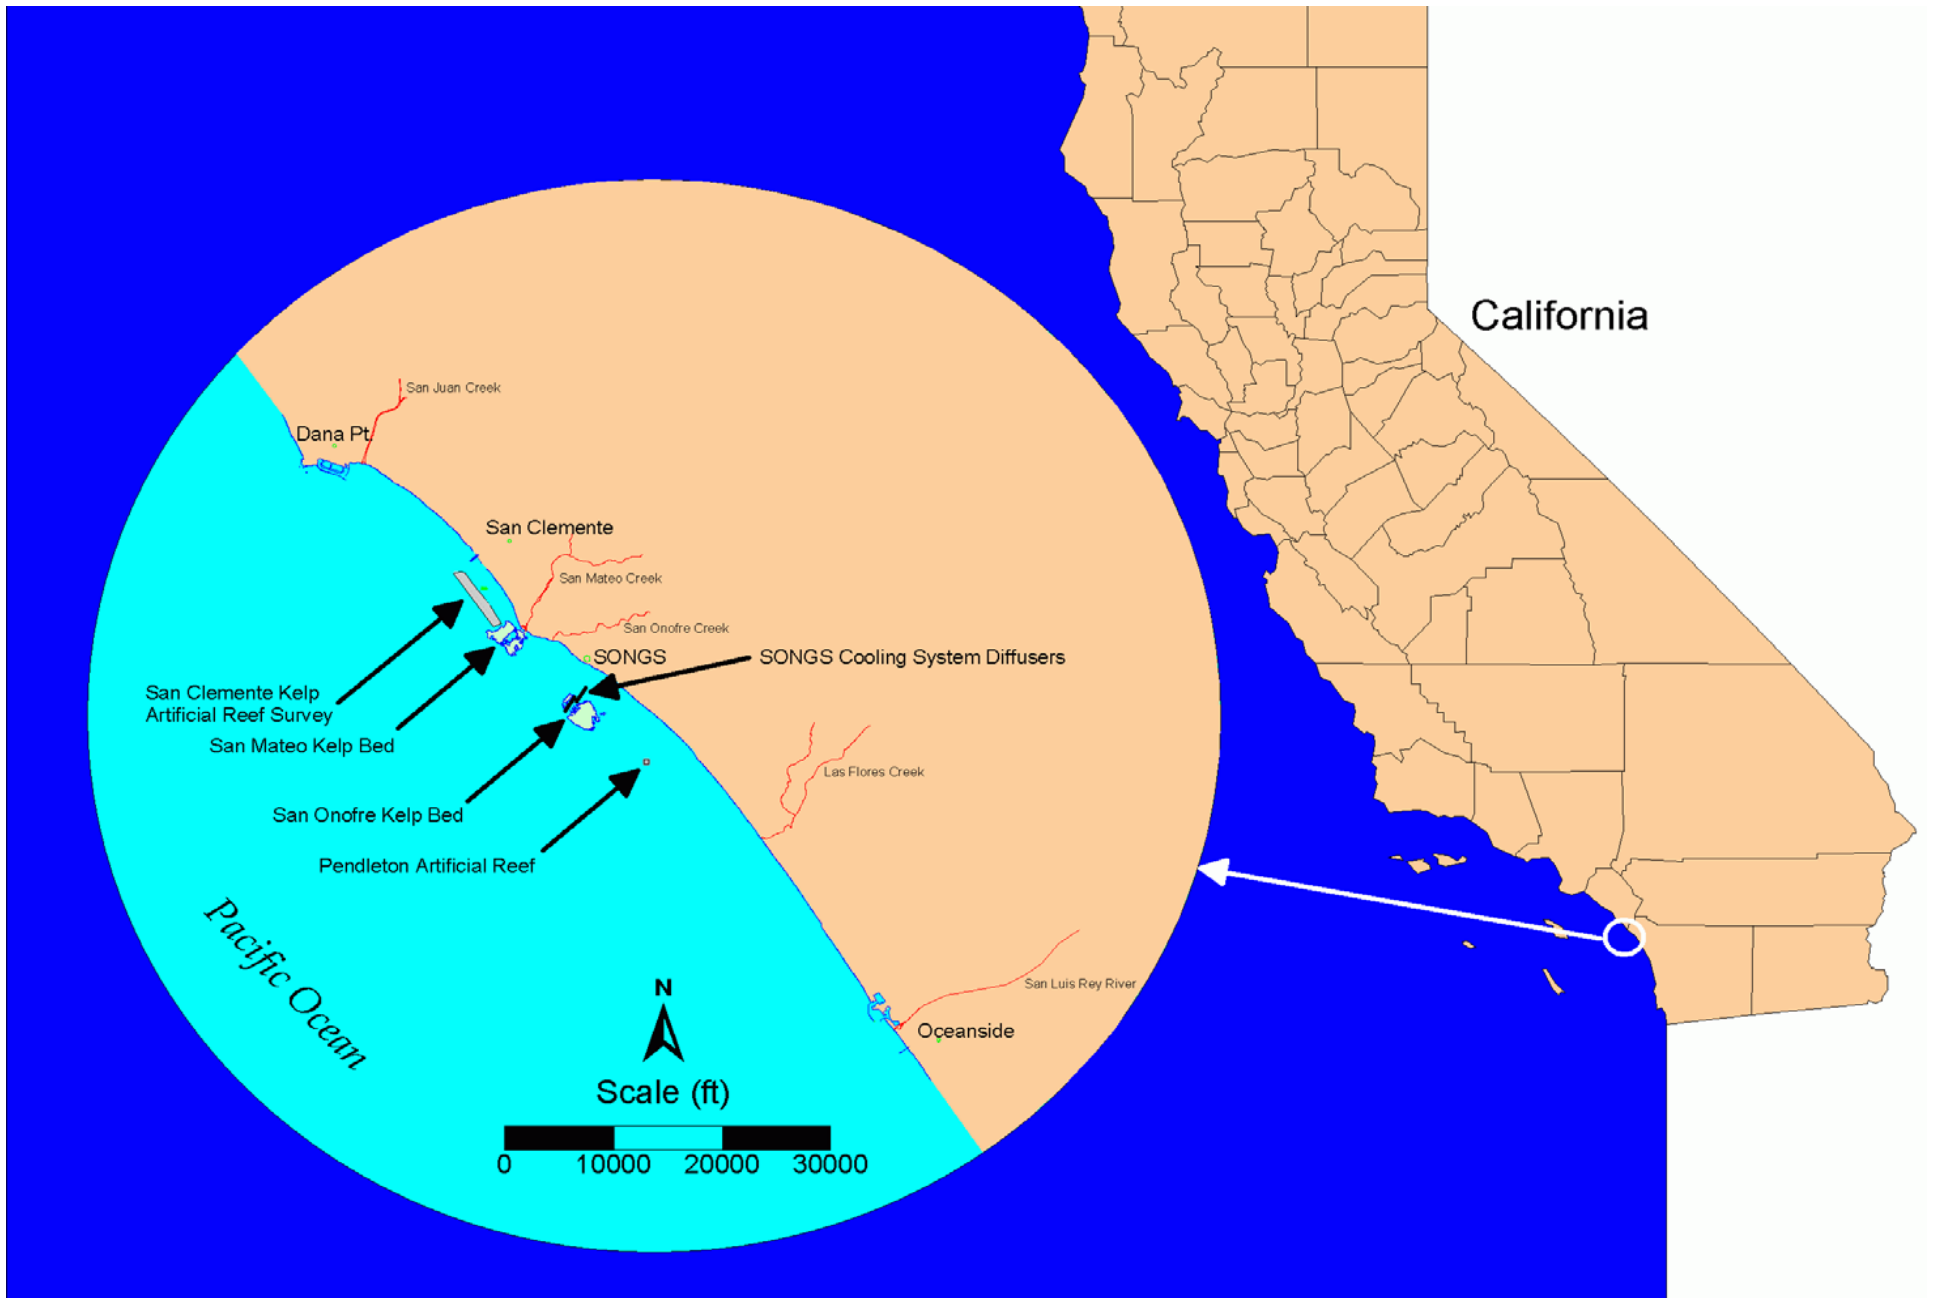 California
San Juan Creek
Dana Pt.
San Clemente
San Mateo Creek
San Onofre Creek
SONGS
SONGS Cooling System Diffusers
San Clemente Kelp
Artificial Reef Survey
San Mateo Kelp Bed
Las Flores Creek
San Onofre Kelp Bed
Pendleton Artificial Reef
Pacific Ocean
San Luis Rey River
N
Oceanside
Scale (ft)
0 10000 20000 30000